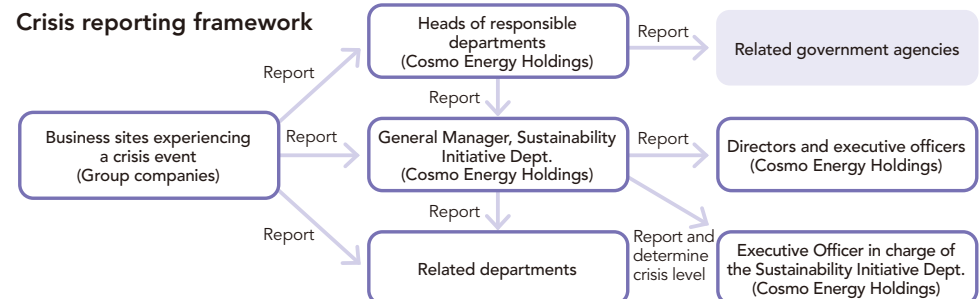 Crisis reporting framework
Heads of responsible
departments
(Cosmo Energy Holdings)
Report
Related government agencies
Report
Report
Business sites experiencing
a crisis event
(Group companies)
Report
General Manager, Sustainability
Initiative Dept.
(Cosmo Energy Holdings)
Report
Directors and executive officers
(Cosmo Energy Holdings)
Report
Report
Related departments
Report and
determine
crisis level
Executive Officer in charge of
the Sustainability Initiative Dept.
(Cosmo Energy Holdings)